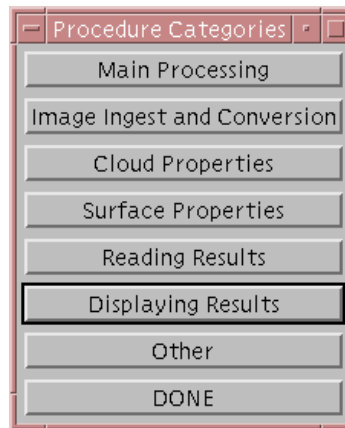 Procedure Categories
Main Processing
Image Ingest and Conversion
Cloud Properties
Surface Properties
Reading Results
Displaying Results
Other
DONE